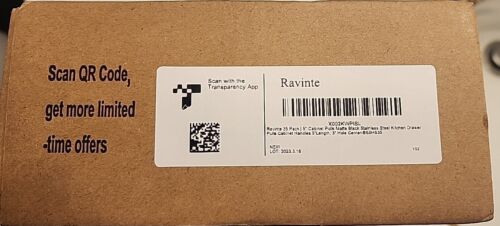 Scan QR Code,
get more limited
-time offers
Scan with the
Transparency App
Ravinte
Ravinte 25 Pack | 5" Cabinet Pulls Matte Black Stainless Steel Kitchen Drawer
Pulls Cabinet Handles 5"Length, 3" Hole Center
NEW
LOT: 2023.3.16